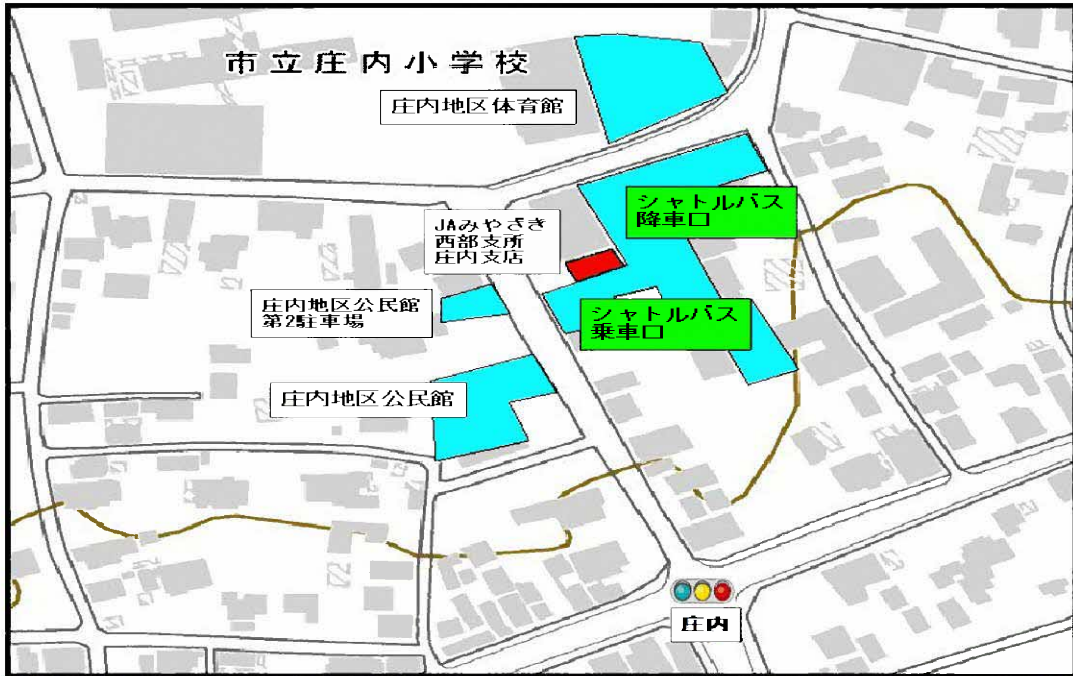 市立庄内小学校
庄内地区体育館
シャトルバス
降車口
JAみやざき
西部支所
庄内支店
庄内地区公民館
第2駐車場
シャトルバス
乗車口
庄内地区公民館
庄内